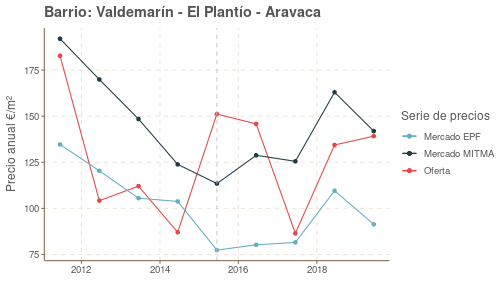 Barrio: Valdemarín - El Plantío - Aravaca
Precio anual €/m²
175
150
125
100
75
2012
2014
2016
2018
Serie de precios
Mercado EPF
Mercado MITMA
Oferta